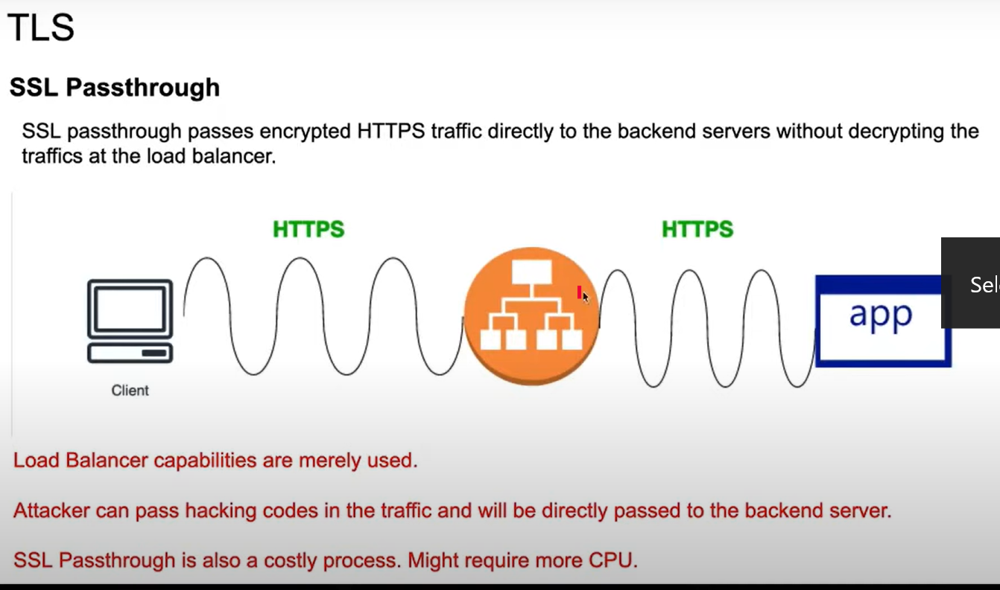 TLS
SSL Passthrough
SSL passthrough passes encrypted HTTPS traffic directly to the backend servers without decrypting the
traffics at the load balancer.
HTTPS
HTTPS
Sel
app
Client
Load Balancer capabilities are merely used.
Attacker can pass hacking codes in the traffic and will be directly passed to the backend server.
SSL Passthrough is also a costly process. Might require more CPU.